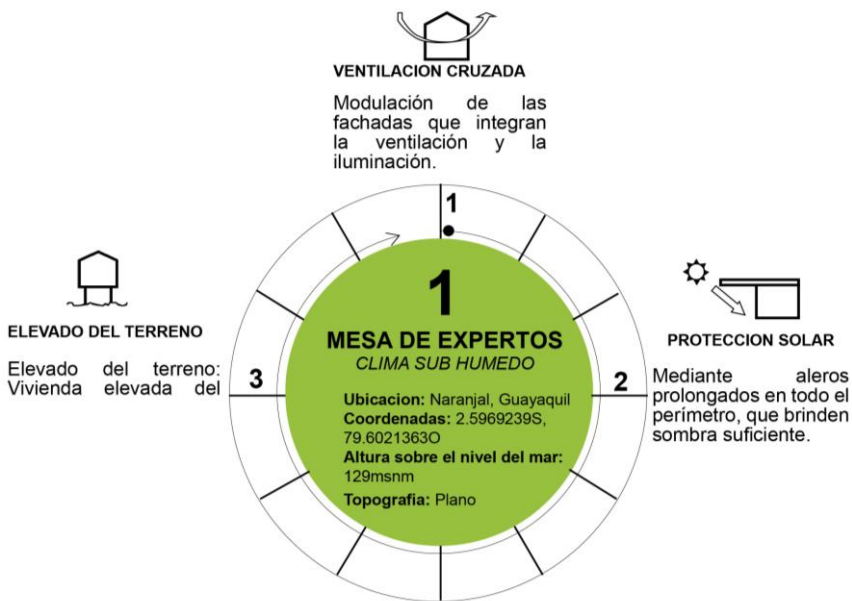 VENTILACION CRUZADA
Modulación de las
fachadas que integran
la ventilación y la
iluminación.
1
1
MESA DE EXPERTOS
CLIMA SUB HUMEDO
Ubicacion: Naranjal, Guayaquil
Coordenadas: 2.5969239S,
79.6021363O
Altura sobre el nivel del mar:
129msnm
Topografia: Plano
2
PROTECCION SOLAR
Mediante aleros
prolongados en todo el
perímetro, que brinden
sombra suficiente.
3
ELEVADO DEL TERRENO
Elevado del terreno:
Vivienda elevada del